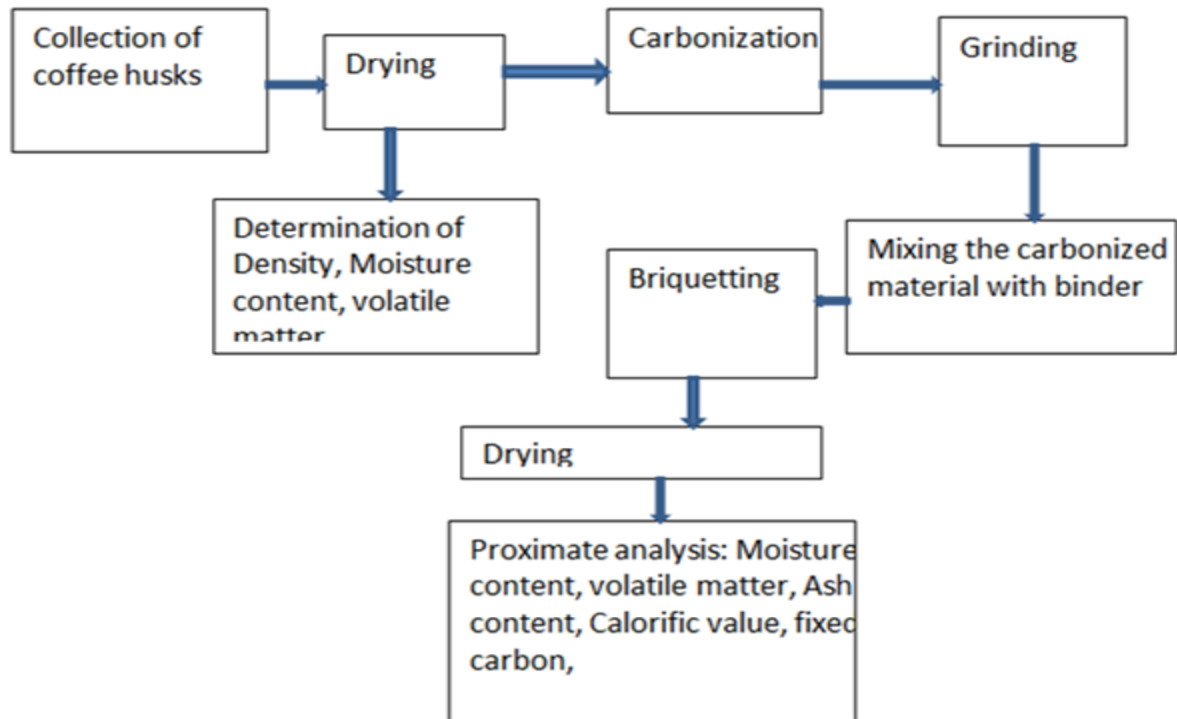 Collection of
coffee husks
Drying
Carbonization
Grinding
Determination of
Density, Moisture
content, volatile
matter
Mixing the carbonized
material with binder
Briquetting
Drying
Proximate analysis: Moisture
content, volatile matter, Ash
content, Calorific value, fixed
carbon,